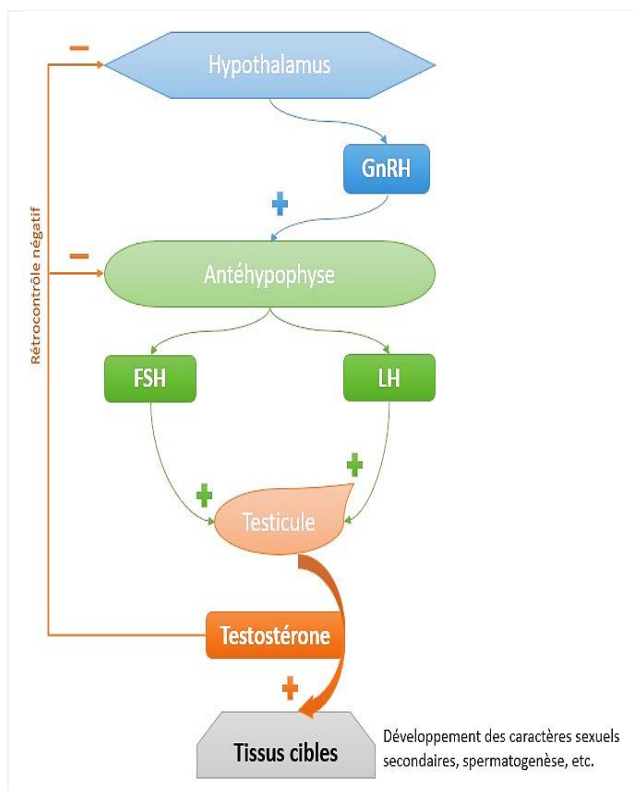 −
Hypothalamus
GnRH
+
−
Antéhypophyse
Rétrocontrôle négatif
FSH
LH
+
+
Testicule
Testostérone
+
Tissus cibles
Développement des caractères sexuels
secondaires, spermatogenèse, etc.